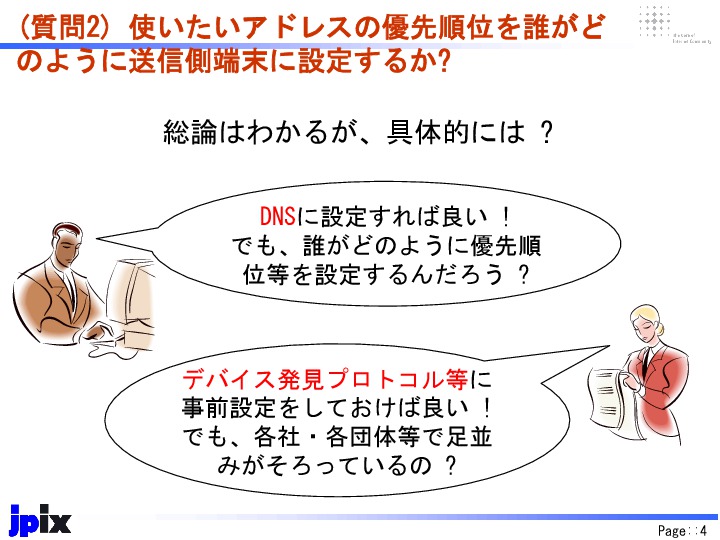 (質問2) 使いたいアドレスの優先順位を誰がど
のように送信側端末に設定するか?
総論はわかるが、具体的には ?
DNSに設定すれば良い !
でも、誰がどのように優先順
位等を設定するんだろう ?
デバイス発見プロトコル等に
事前設定をしておけば良い !
でも、各社・各団体等で足並
みがそろっているの ?
jpix
Page::4